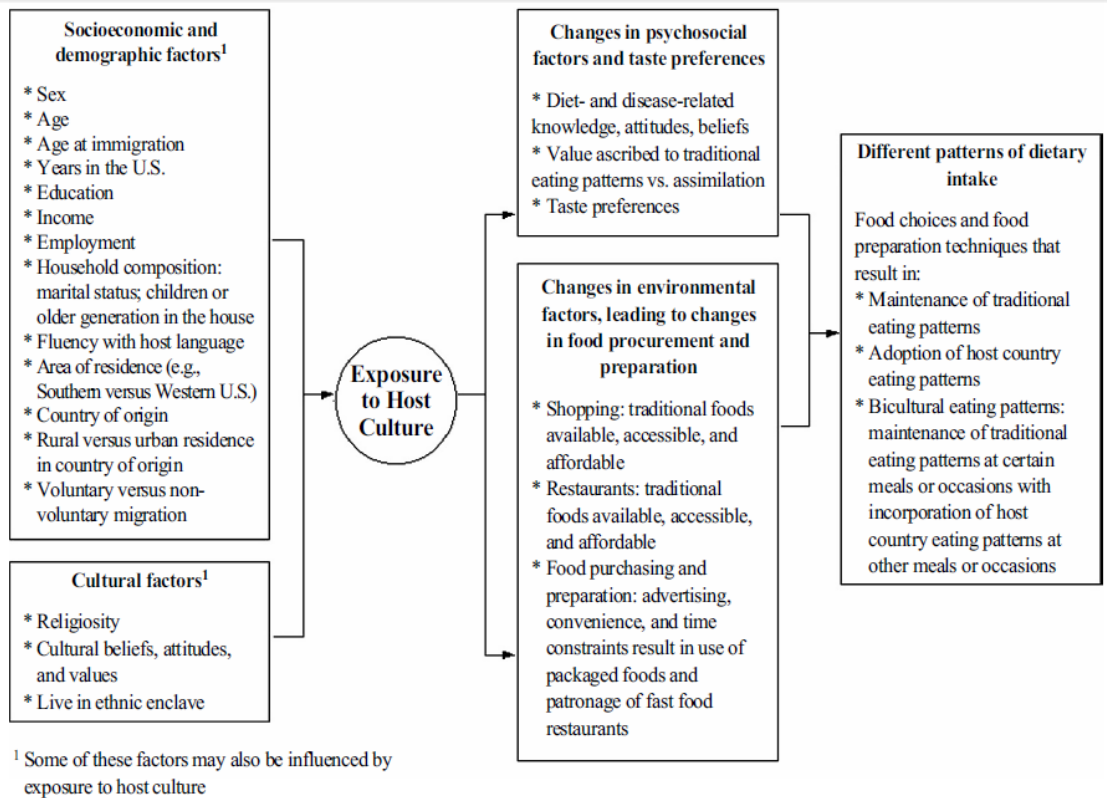 Socioeconomic and
demographic factors¹
* Sex
* Age
* Age at immigration
* Years in the U.S.
* Education
* Income
* Employment
* Household composition:
marital status; children or
older generation in the house
* Fluency with host language
* Area of residence (e.g.,
Southern versus Western U.S.)
* Country of origin
* Rural versus urban residence
in country of origin
* Voluntary versus non-
voluntary migration
Cultural factors¹
* Religiosity
* Cultural beliefs, attitudes,
and values
* Live in ethnic enclave
¹ Some of these factors may also be influenced by
exposure to host culture
Exposure
to Host
Culture
Changes in psychosocial
factors and taste preferences
* Diet- and disease-related
knowledge, attitudes, beliefs
* Value ascribed to traditional
eating patterns vs. assimilation
* Taste preferences
Changes in environmental
factors, leading to changes
in food procurement and
preparation
* Shopping: traditional foods
available, accessible, and
affordable
* Restaurants: traditional
foods available, accessible,
and affordable
* Food purchasing and
preparation: advertising,
convenience, and time
constraints result in use of
packaged foods and
patronage of fast food
restaurants
Different patterns of dietary
intake
Food choices and food
preparation techniques that
result in:
* Maintenance of traditional
eating patterns
* Adoption of host country
eating patterns
* Bicultural eating patterns:
maintenance of traditional
eating patterns at certain
meals or occasions with
incorporation of host
country eating patterns at
other meals or occasions